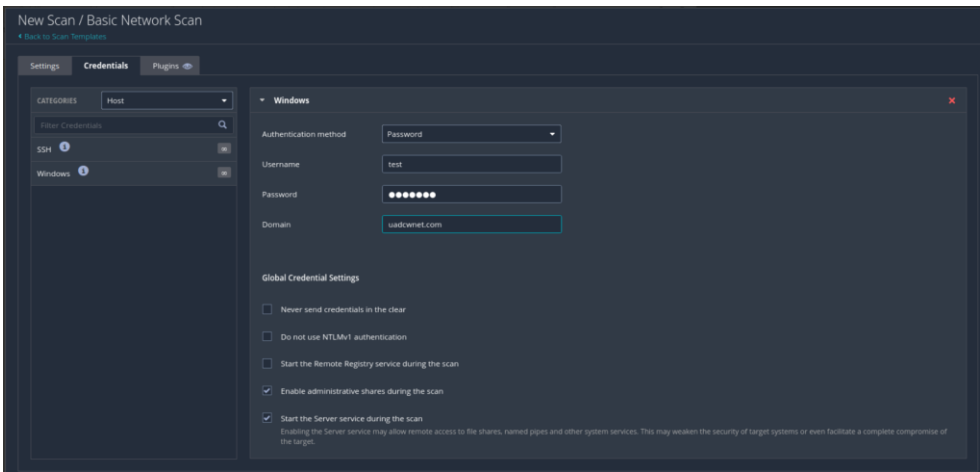 New Scan / Basic Network Scan
Back to Scan Templates
Settings
Credentials
Plugins
CATEGORIES
Host
Filter Credentials
SSH
Windows
Windows
Authentication method
Password
Username
test
Password
Domain
uadcwnet.com
Global Credential Settings
Never send credentials in the clear
Do not use NTLMv1 authentication
Start the Remote Registry service during the scan
Enable administrative shares during the scan
Start the Server service during the scan
Enabling the Server service may allow remote access to file shares, named pipes and other system services. This may weaken the security of target systems or even facilitate a complete compromise of
the target.